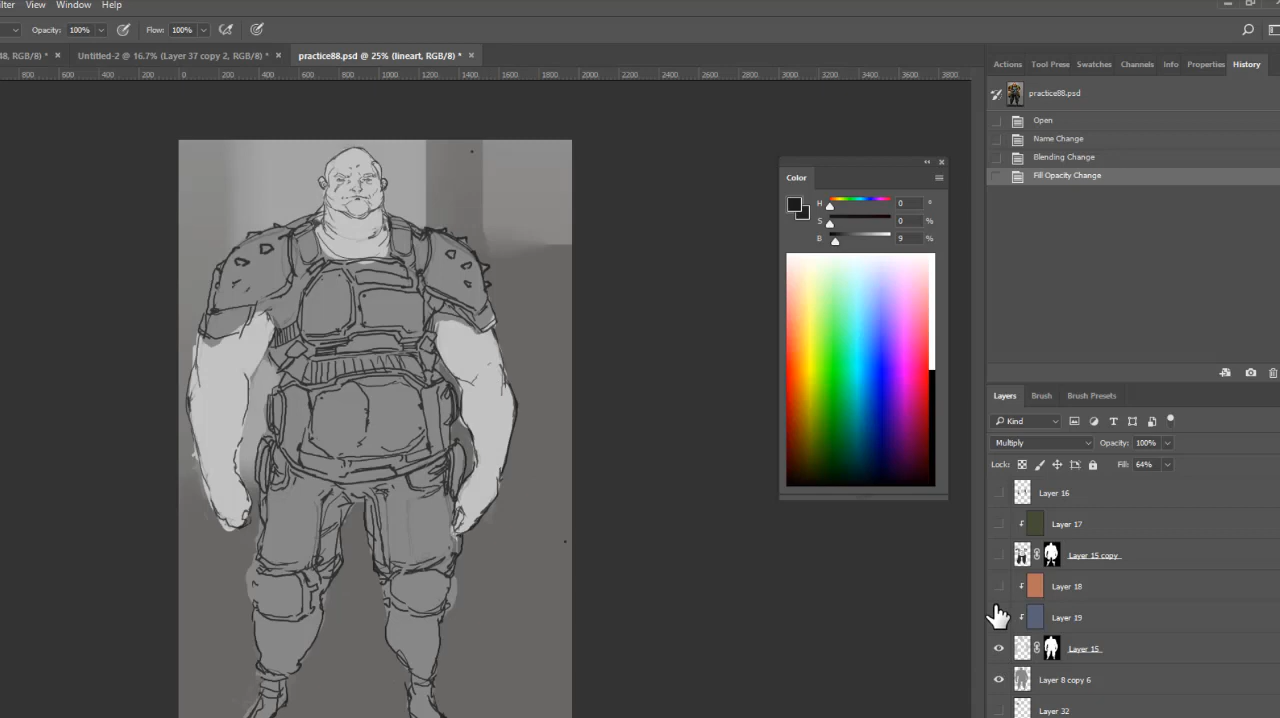 ilter View Window Help
Opacity: 100% Flow: 100%
48, RGB/8) * × Untitled-2 @ 16.7% (Layer 37 copy 2, RGB/8) * × practice88.psd @ 25% (lineart, RGB/8) * ×
800 600 400 200 0 200 400 600 800 1000 1200 1400 1600 1800 2000 2200 2400 2600 2800 3000 3200 3400 3600 3800
Actions Tool Prese Swatches Channels Info Properties History
practice88.psd
Open
Name Change
Blending Change
Fill Opacity Change
Color
H 0 °
S 0 %
B 9 %
Layers Brush Brush Presets
Kind
Multiply Opacity: 100%
Lock: Fill: 64%
Layer 16
Layer 17
Layer 15 copy
Layer 18
Layer 19
Layer 15
Layer 8 copy 6
Layer 32